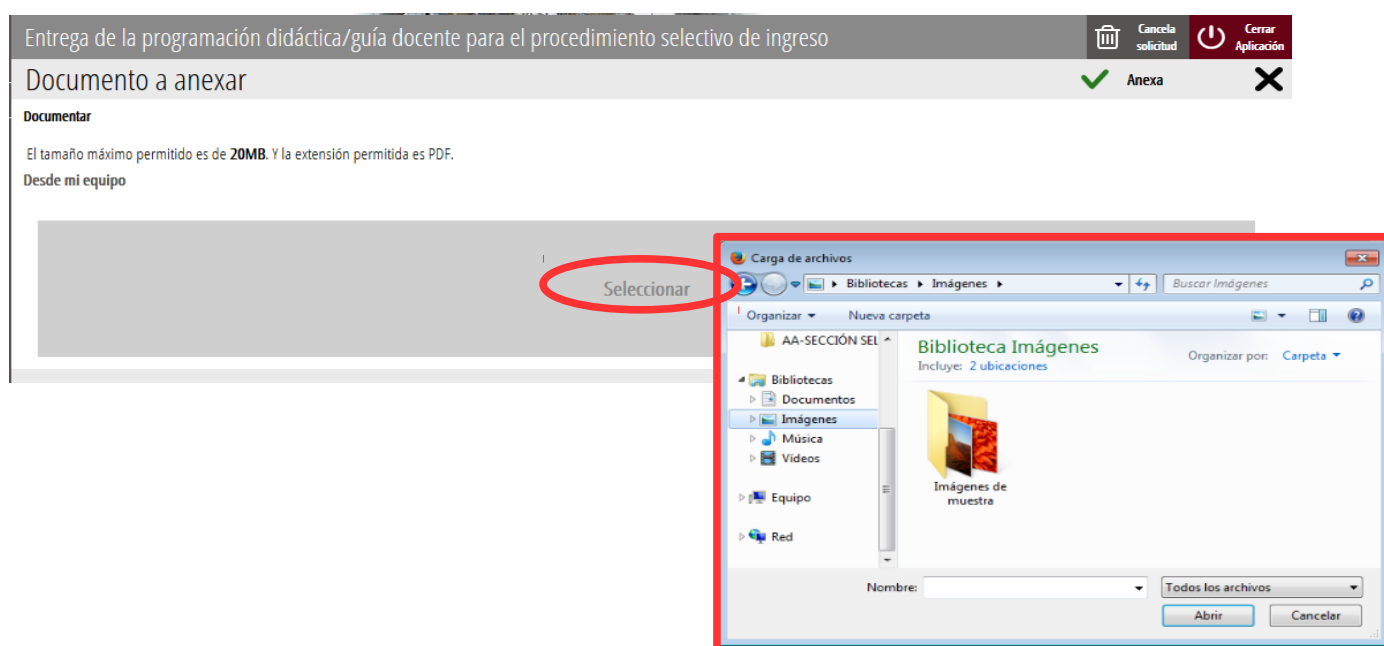 Entrega de la programación didáctica/guía docente para el procedimiento selectivo de ingreso
Cancela
solicitud
Cerrar
Aplicación
Documento a anexar
Anexa
Documentar
El tamaño máximo permitido es de 20MB. Y la extensión permitida es PDF.
Desde mi equipo
Seleccionar
Carga de archivos
Bibliotecas Imágenes
Buscar Imágenes
Organizar Nueva carpeta
AA-SECCIÓN SEL
Bibliotecas
Documentos
Imágenes
Música
Vídeos
Equipo
Red
Biblioteca Imágenes
Incluye: 2 ubicaciones
Organizar por: Carpeta
Imágenes de
muestra
Nombre:
Todos los archivos
Abrir
Cancelar